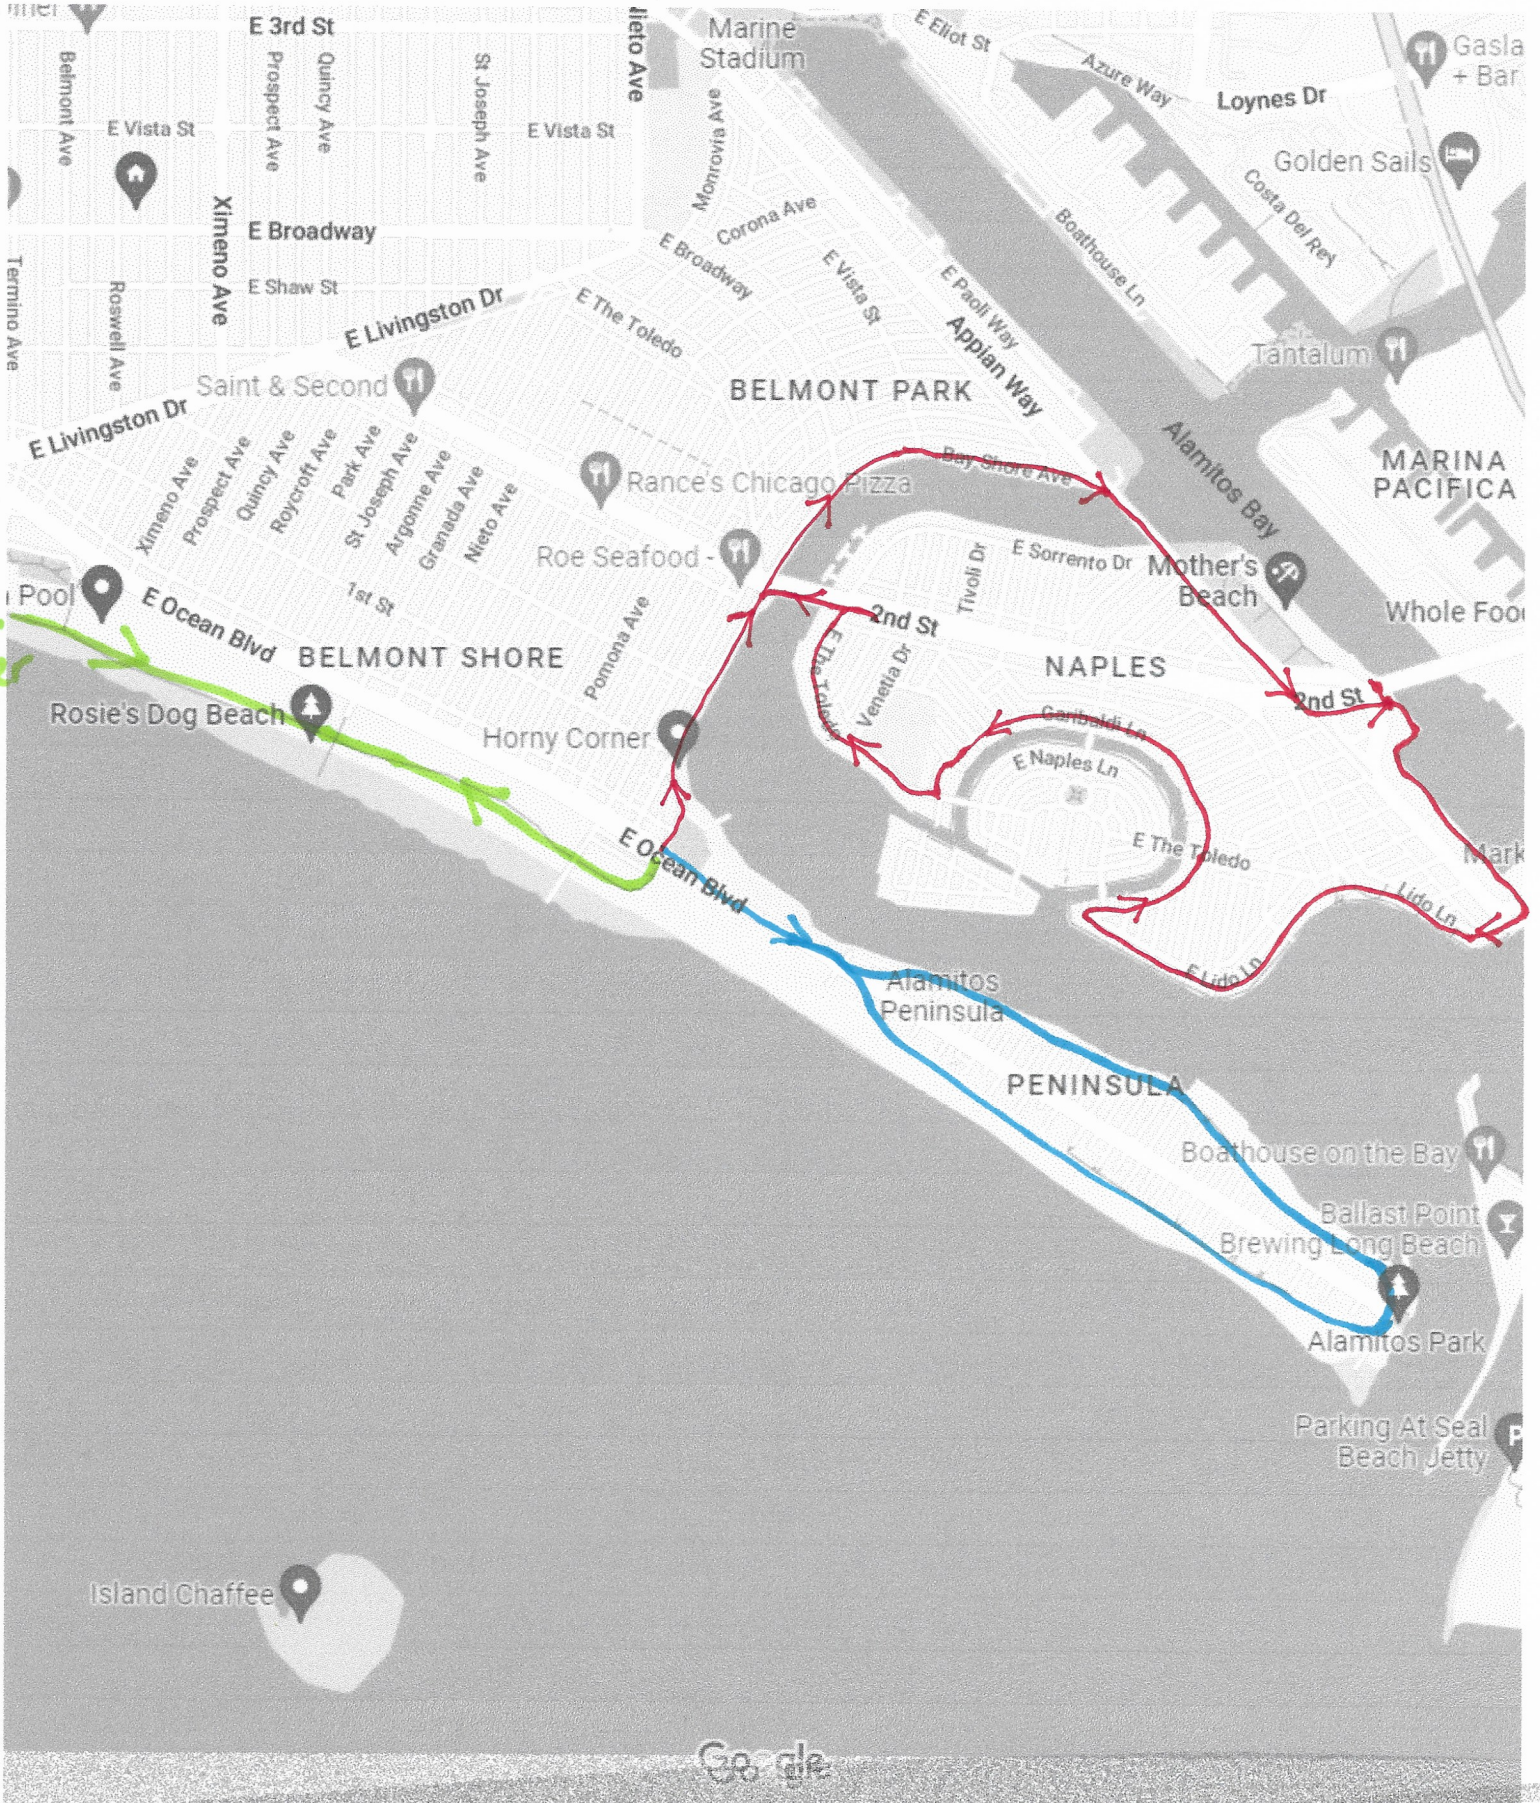 E 3rd St
Nieto Ave
Marine
Stadium
E Eliot St
Azure Way
Loynes Dr
Gasla
+ Bar
Belmont Ave
Prospect Ave
Quincy Ave
St Joseph Ave
E Vista St
E Vista St
Monrovia Ave
Golden Sails
Costa Del Rey
Ximeno Ave
E Broadway
Corona Ave
E Broadway
E Vista St
Boathouse Ln
E Paoli Way
Termino Ave
Roswell Ave
E Shaw St
E Livingston Dr
E The Toledo
Appian Way
Tantalum
Saint & Second
BELMONT PARK
E Livingston Dr
Alamitos Bay
MARINA
PACIFICA
Ximeno Ave
Prospect Ave
Quincy Ave
Roycroft Ave
Park Ave
St Joseph Ave
Argonne Ave
Granada Ave
Nieto Ave
Rance's Chicago Pizza
Bay Shore Ave
Roe Seafood -
Tivoli Dr
E Sorrento Dr
Mother's
Beach
Pool
E Ocean Blvd
1st St
Pomona Ave
2nd St
Whole Foo
BELMONT SHORE
E The Toledo
Venetia Dr
NAPLES
Rosie's Dog Beach
Horny Corner
2nd St
Garibaldi Ln
E Naples Ln
E Ocean Blvd
E The Toledo
Mark
Lido Ln
E Lido Ln
Alamitos
Peninsula
PENINSULA
Boathouse on the Bay
Ballast Point
Brewing Long Beach
Alamitos Park
Parking At Seal
Beach Jetty
P
Island Chaffee
Google